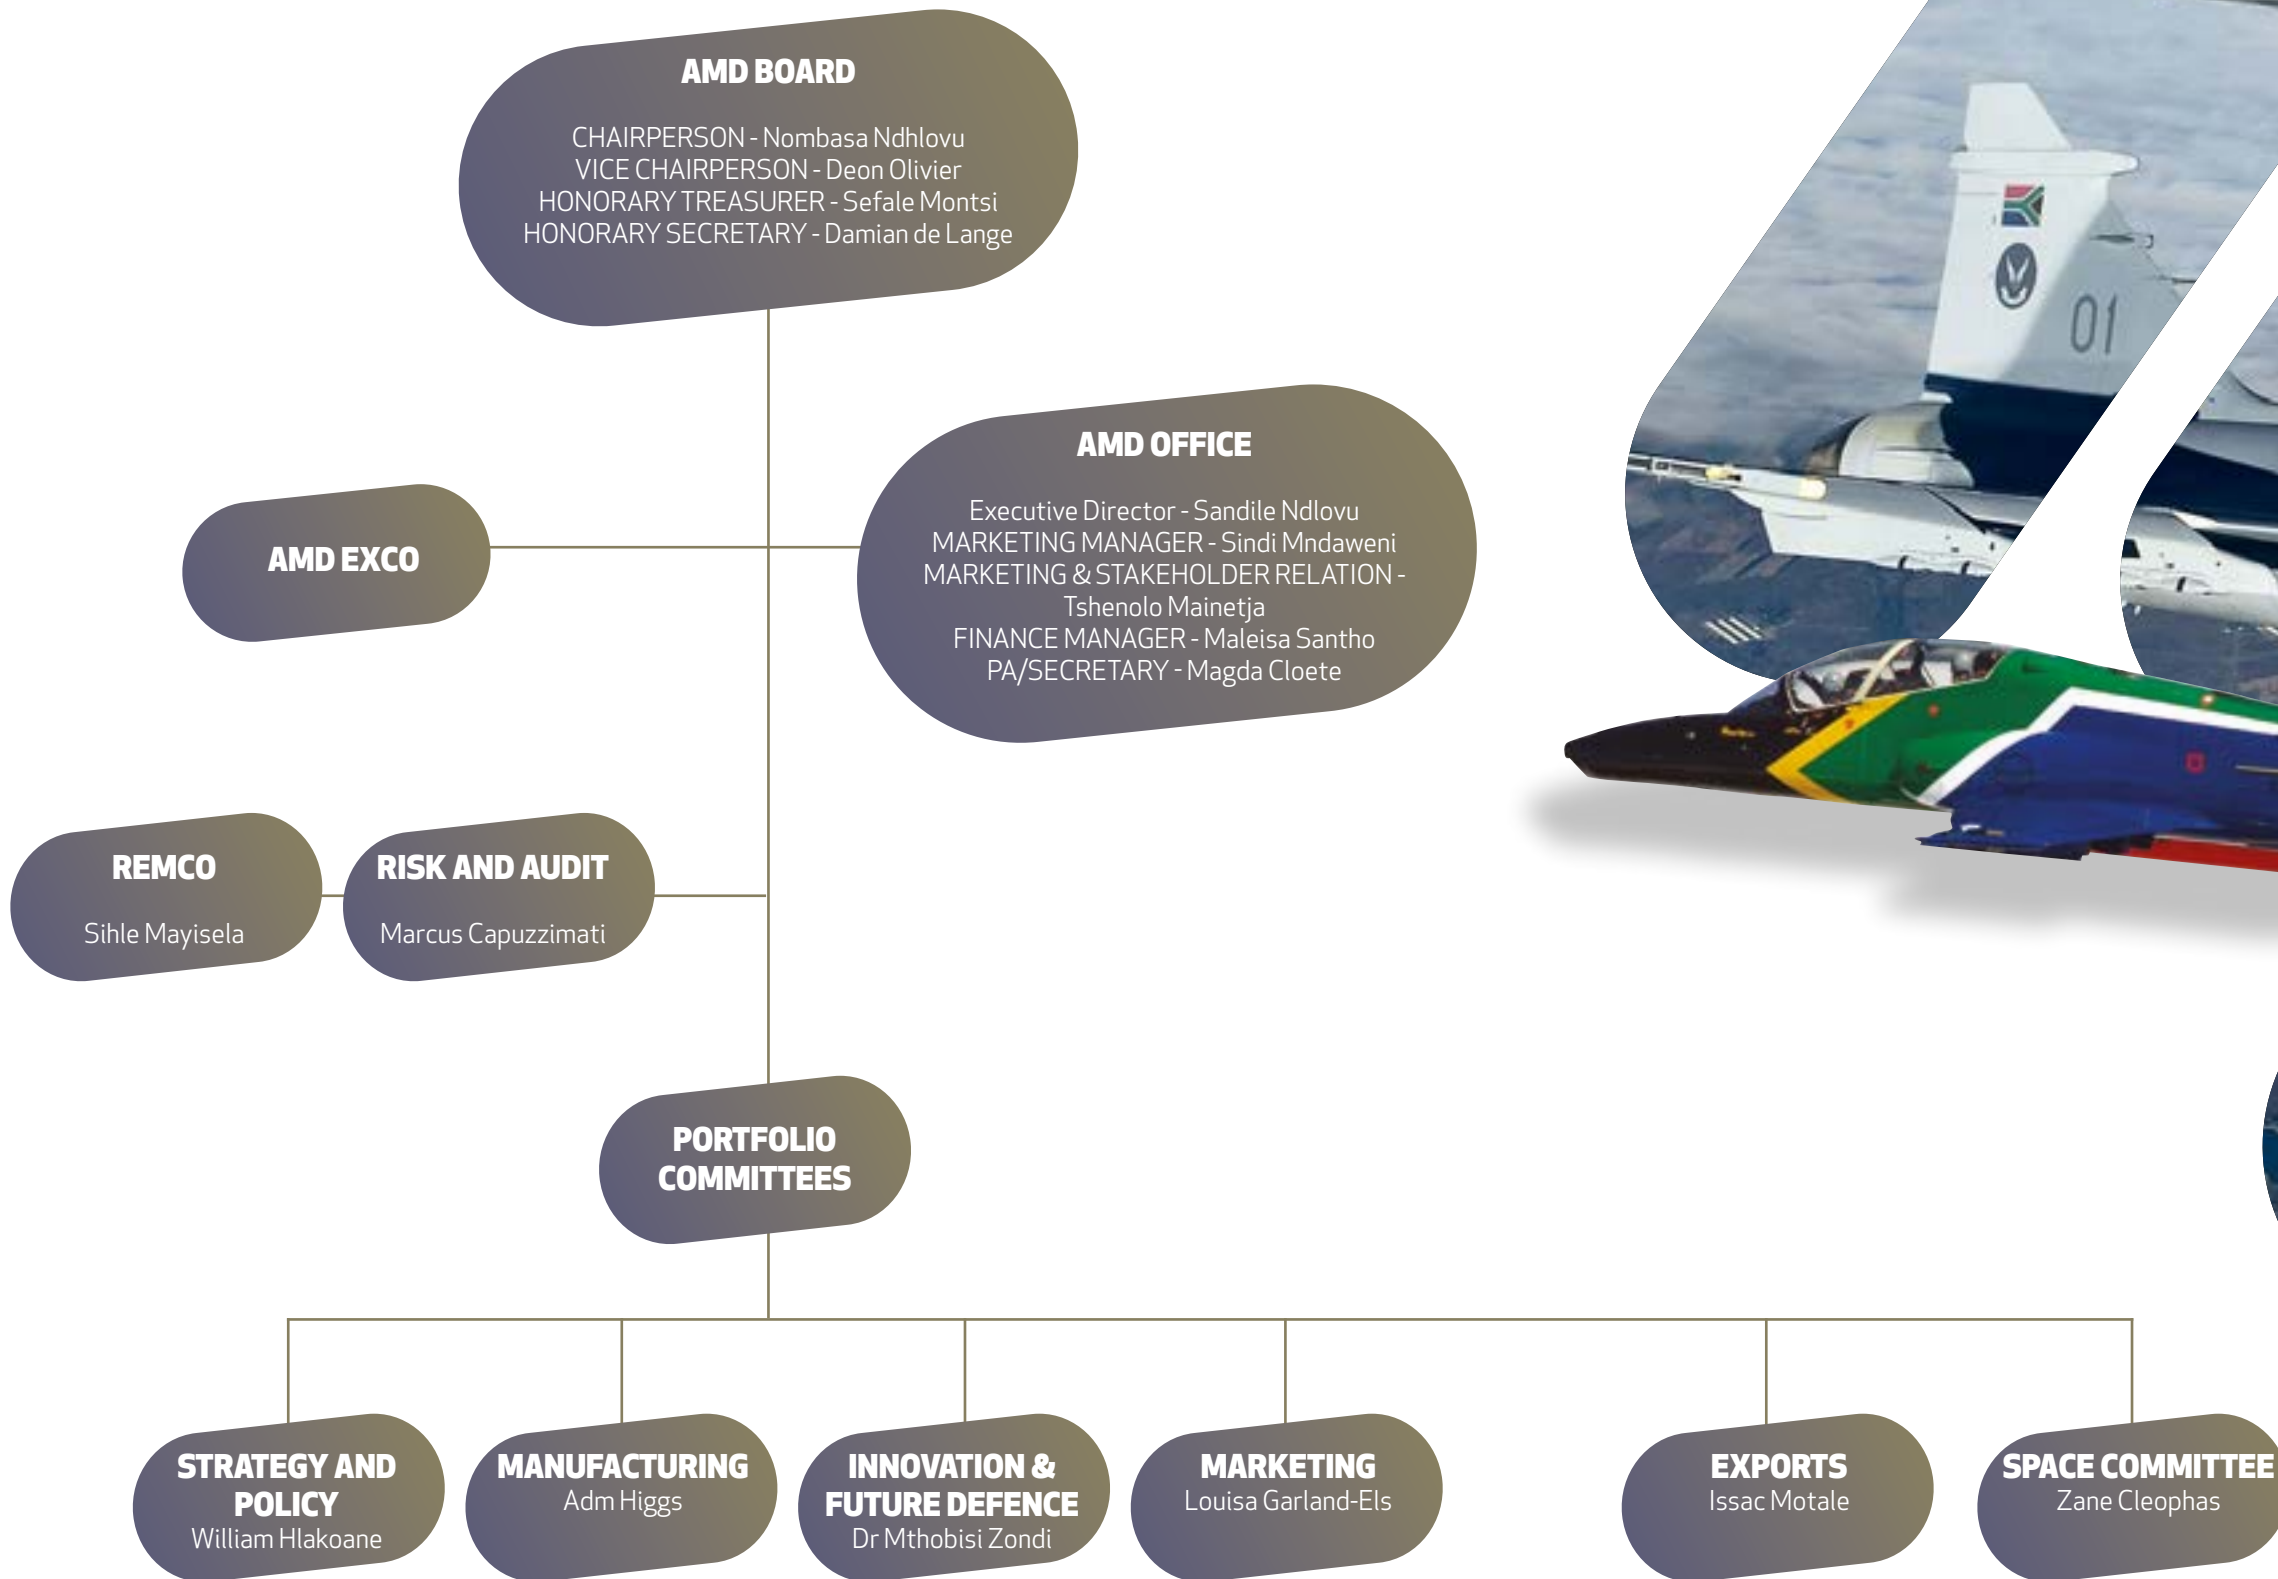 AMD BOARD
CHAIRPERSON - Nombasa Ndhlovu
VICE CHAIRPERSON - Deon Olivier
HONORARY TREASURER - Sefale Montsi
HONORARY SECRETARY - Damian de Lange
01
AMD OFFICE
Executive Director - Sandile Ndlovu
MARKETING MANAGER - Sindi Mndaweni
MARKETING & STAKEHOLDER RELATION -
Tshenolo Mainetja
FINANCE MANAGER - Maleisa Santho
PA/SECRETARY - Magda Cloete
AMD EXCO
REMCO
Sihle Mayisela
RISK AND AUDIT
Marcus Capuzzimati
PORTFOLIO
COMMITTEES
STRATEGY AND
POLICY
William Hlakoane
MANUFACTURING
Adm Higgs
INNOVATION &
FUTURE DEFENCE
Dr Mthobisi Zondi
MARKETING
Louisa Garland-Els
EXPORTS
Issac Motale
SPACE COMMITTEE
Zane Cleophas